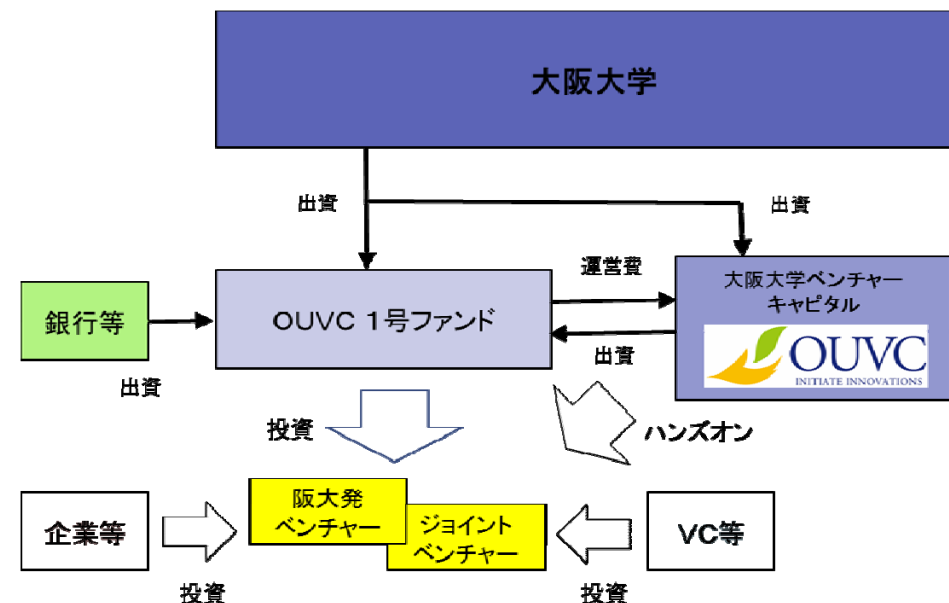 大阪大学
出資
出資
運営費
大阪大学ベンチャー
キャピタル
銀行等
OUVC 1号ファンド
OUVC
INITIATE INNOVATIONS
出資
出資
投資
ハンズオン
阪大発
ベンチャー
企業等
ジョイント
ベンチャー
VC等
投資
投資